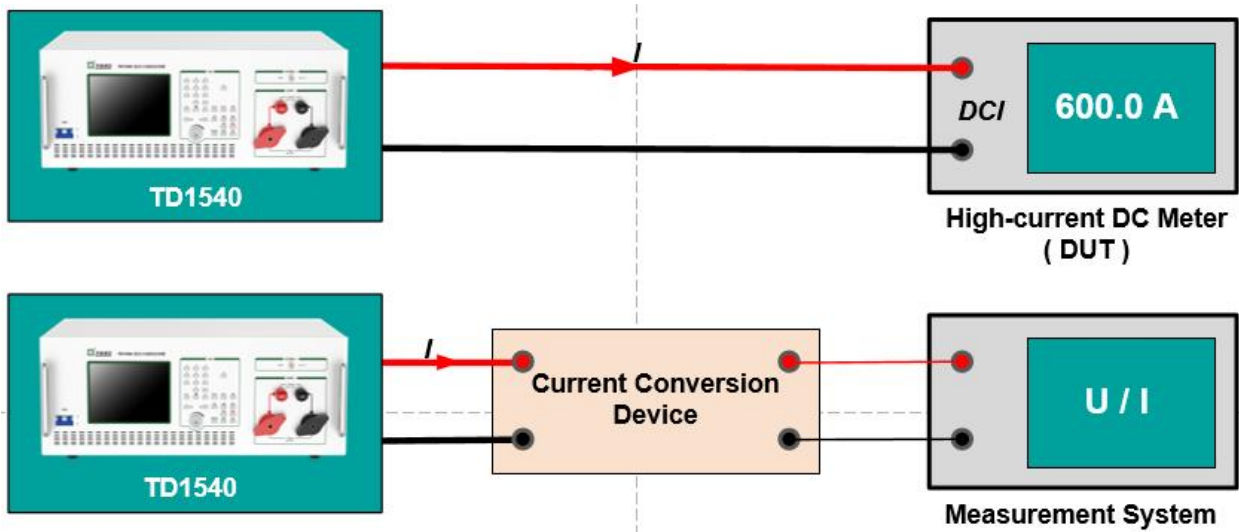 I
DCI
600.0 A
TD1540
High-current DC Meter
( DUT )
I
Current Conversion
Device
U / I
TD1540
Measurement System